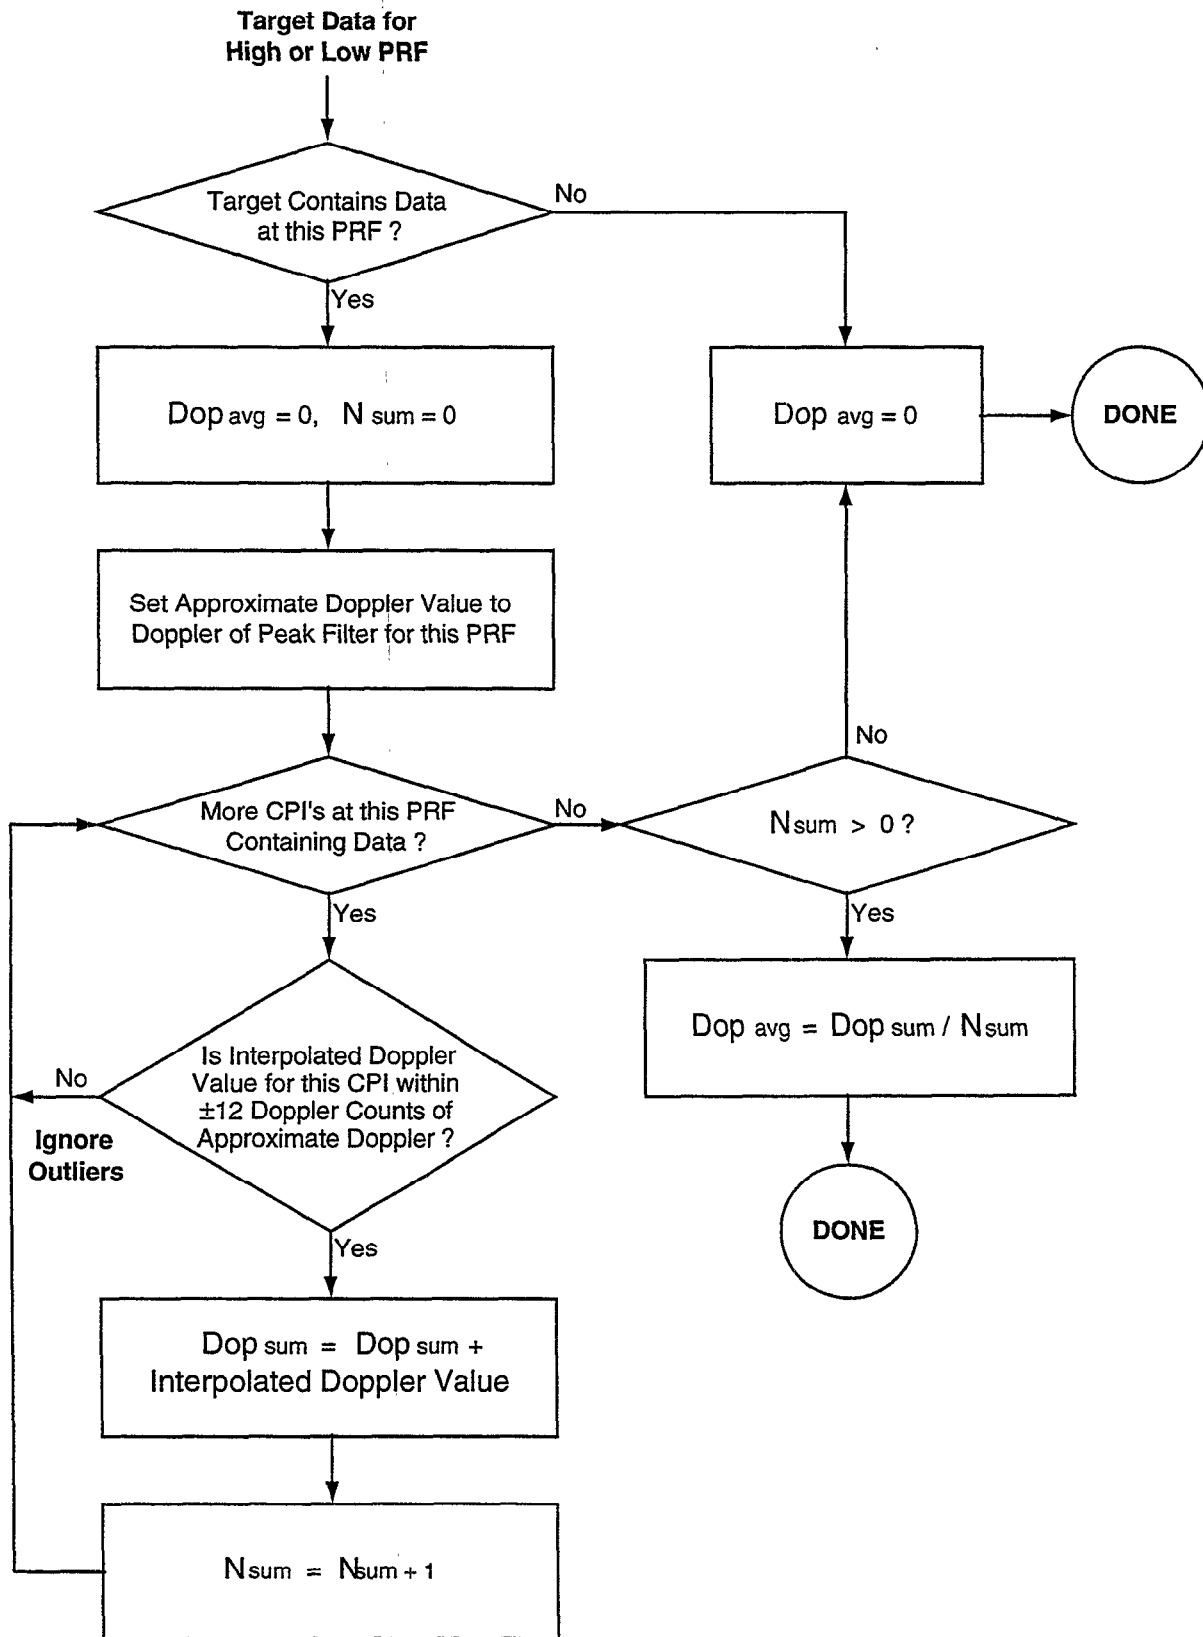 Target Data for
High or Low PRF
Target Contains Data
at this PRF ?
No
Yes
Dop avg = 0, N sum = 0
Dop avg = 0
DONE
Set Approximate Doppler Value to
Doppler of Peak Filter for this PRF
No
More CPI's at this PRF
Containing Data ?
No
N sum > 0 ?
Yes
Yes
Dop avg = Dop sum / N sum
Is Interpolated Doppler
Value for this CPI within
±12 Doppler Counts of
Approximate Doppler ?
No
Ignore
Outliers
DONE
Yes
Dop sum = Dop sum +
Interpolated Doppler Value
N sum = N sum + 1